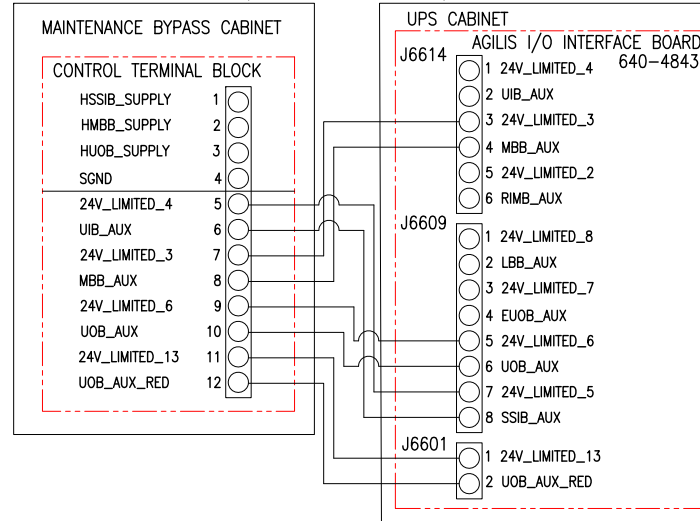 MAINTENANCE BYPASS CABINET
CONTROL TERMINAL BLOCK
HSSIB_SUPPLY 1
HMBB_SUPPLY 2
HUOB_SUPPLY 3
SGND 4
24V_LIMITED_4 5
UIB_AUX 6
24V_LIMITED_3 7
MBB_AUX 8
24V_LIMITED_6 9
UOB_AUX 10
24V_LIMITED_13 11
UOB_AUX_RED 12
UPS CABINET
AGILIS I/O INTERFACE BOARD
640-4843
J6614
1 24V_LIMITED_4
2 UIB_AUX
3 24V_LIMITED_3
4 MBB_AUX
5 24V_LIMITED_2
6 RIMB_AUX
J6609
1 24V_LIMITED_8
2 LBB_AUX
3 24V_LIMITED_7
4 EUOB_AUX
5 24V_LIMITED_6
6 UOB_AUX
7 24V_LIMITED_5
8 SSIB_AUX
J6601
1 24V_LIMITED_13
2 UOB_AUX_RED